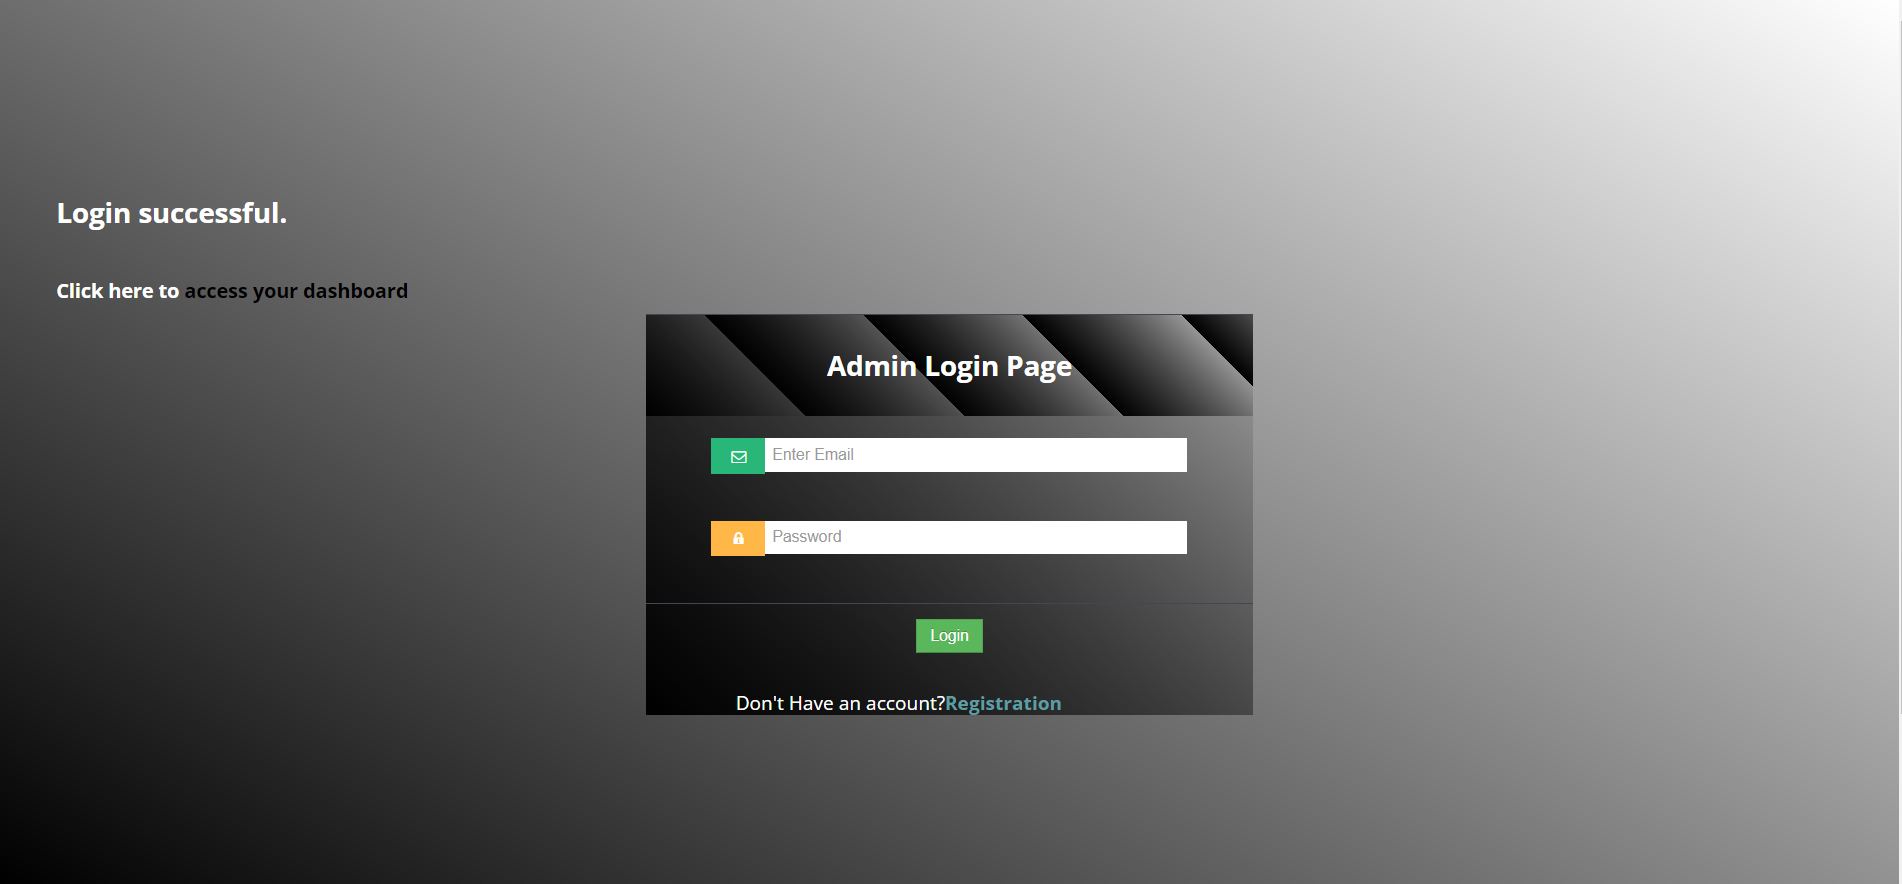 Login successful.
Click here to access your dashboard
Admin Login Page
Enter Email
Password
Login
Don't Have an account?Registration